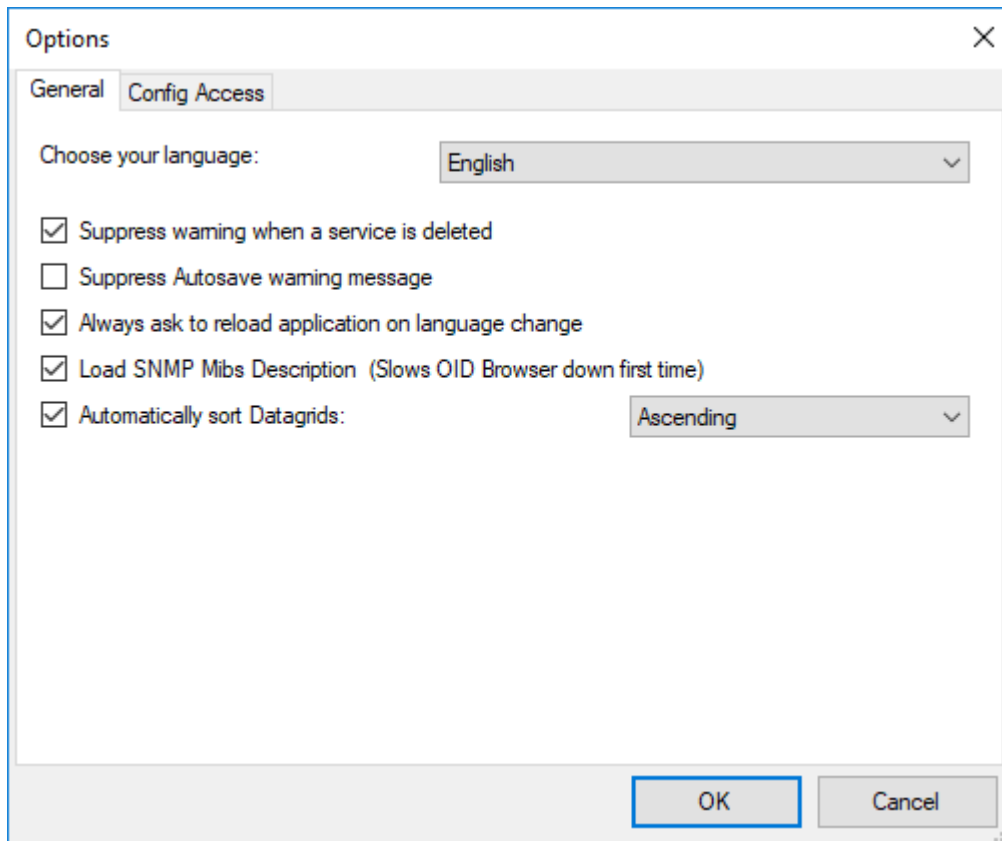 Options
General Config Access
Choose your language: English
Suppress warning when a service is deleted
Suppress Autosave warning message
Always ask to reload application on language change
Load SNMP Mibs Description (Slows OID Browser down first time)
Automatically sort Datagrids: Ascending
OK Cancel